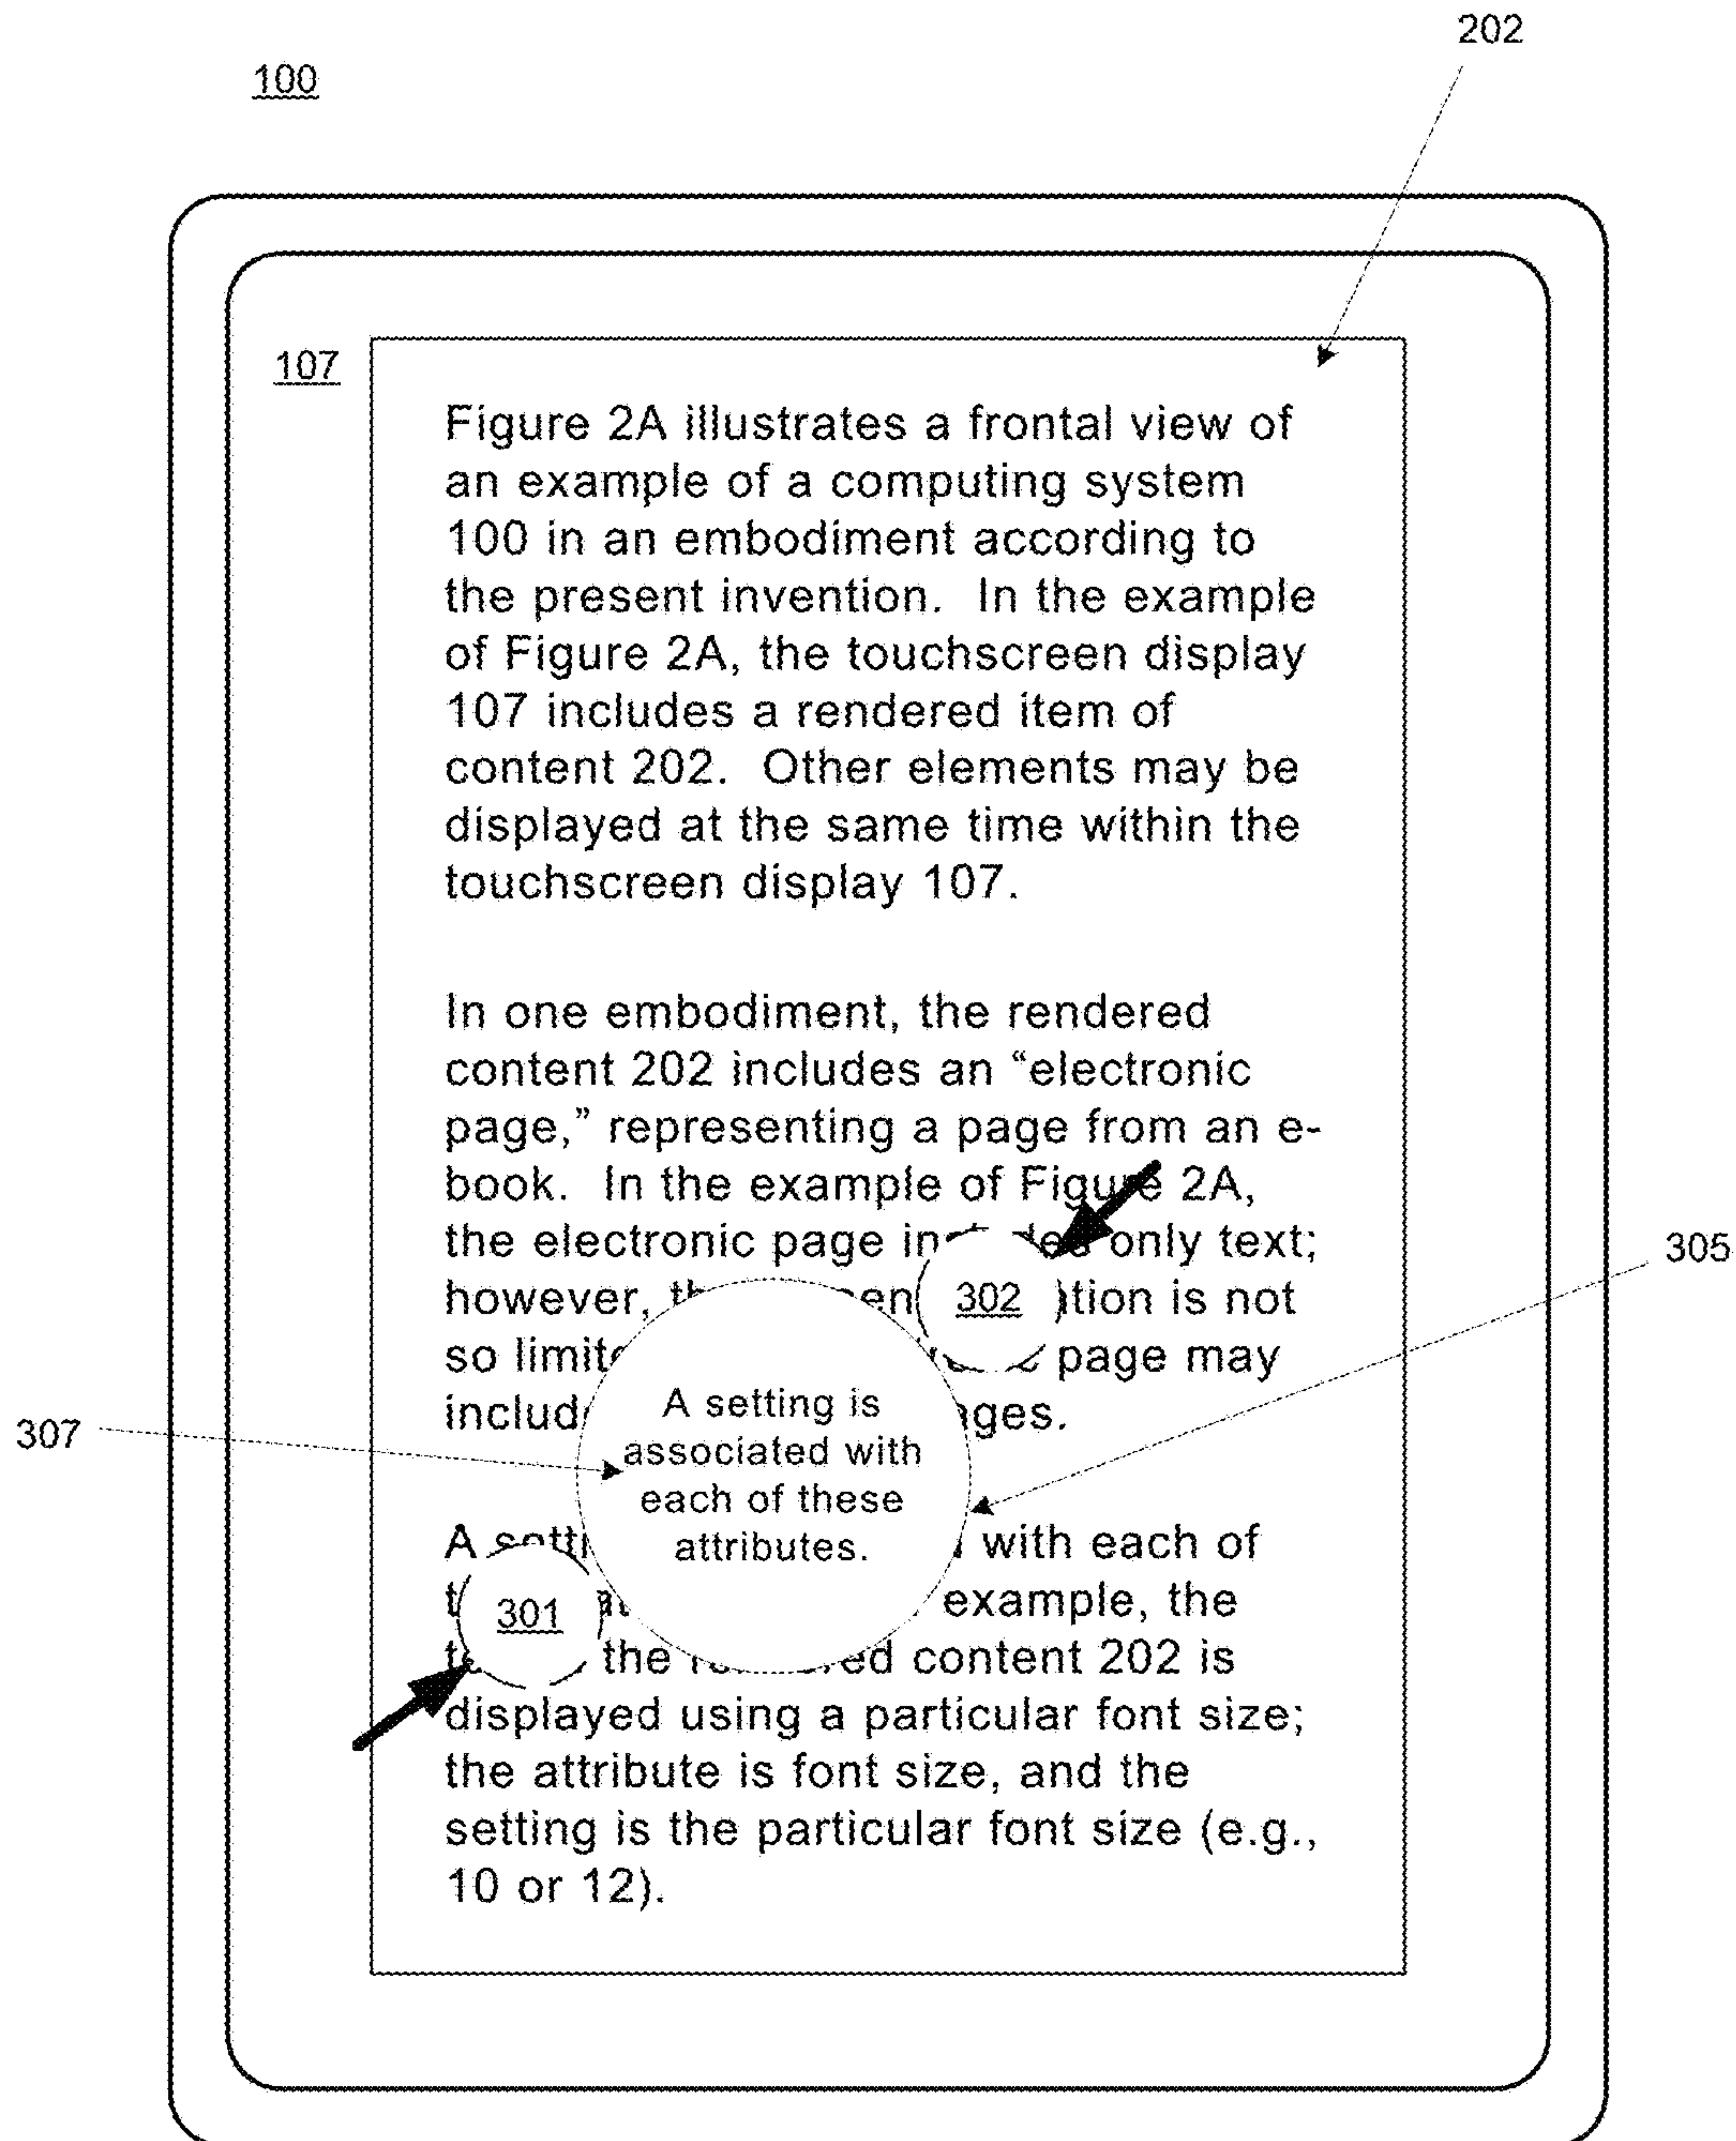 202
100
107
Figure 2A illustrates a frontal view of
an example of a computing system
100 in an embodiment according to
the present invention.  In the example
of Figure 2A, the touchscreen display
107 includes a rendered item of
content 202.  Other elements may be
displayed at the same time within the
touchscreen display 107.
In one embodiment, the rendered
content 202 includes an “electronic
page,” representing a page from an e-
book.  In the example of Figure 2A,
the electronic page only text;
305
however, 302 is not
so page may
A setting is
307
associated with
each of these
A with each of
attributes.
301 example, the
the content 202 is
displayed using a particular font size;
the attribute is font size, and the
setting is the particular font size (e.g.,
10 or 12).